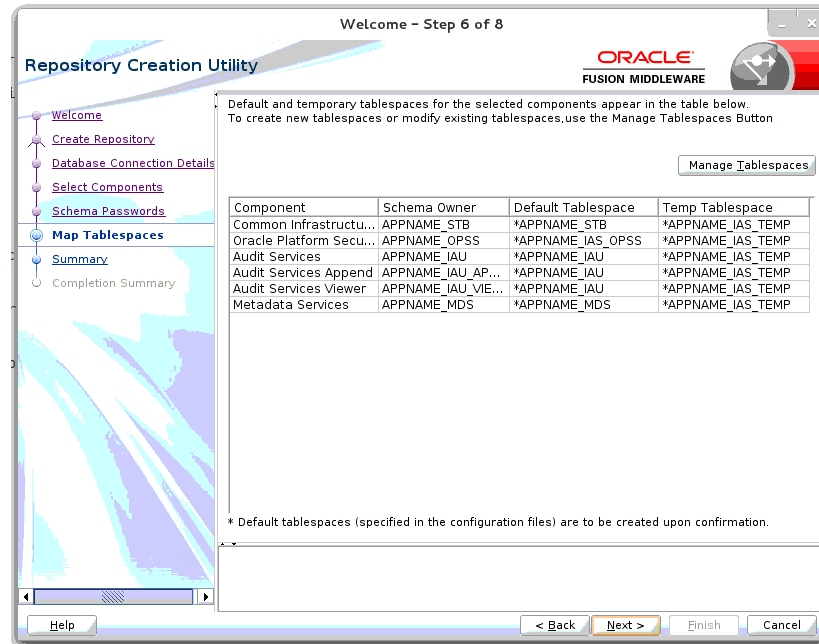 Welcome – Step 6 of 8
Repository Creation Utility
ORACLE
FUSION MIDDLEWARE
Welcome
Create Repository
Database Connection Details
Select Components
Schema Passwords
Map Tablespaces
Summary
Completion Summary
Default and temporary tablespaces for the selected components appear in the table below.
To create new tablespaces or modify existing tablespaces,use the Manage Tablespaces Button
Manage Tablespaces
Component Schema Owner Default Tablespace Temp Tablespace
Common Infrastructu... APPNAME_STB *APPNAME_STB *APPNAME_IAS_TEMP
Oracle Platform Secu... APPNAME_OPSS *APPNAME_IAS_OPSS *APPNAME_IAS_TEMP
Audit Services APPNAME_IAU *APPNAME_IAU *APPNAME_IAS_TEMP
Audit Services Append APPNAME_IAU_AP... *APPNAME_IAU *APPNAME_IAS_TEMP
Audit Services Viewer APPNAME_IAU_VIE... *APPNAME_IAU *APPNAME_IAS_TEMP
Metadata Services APPNAME_MDS *APPNAME_MDS *APPNAME_IAS_TEMP
* Default tablespaces (specified in the configuration files) are to be created upon confirmation.
Help < Back Next > Finish Cancel